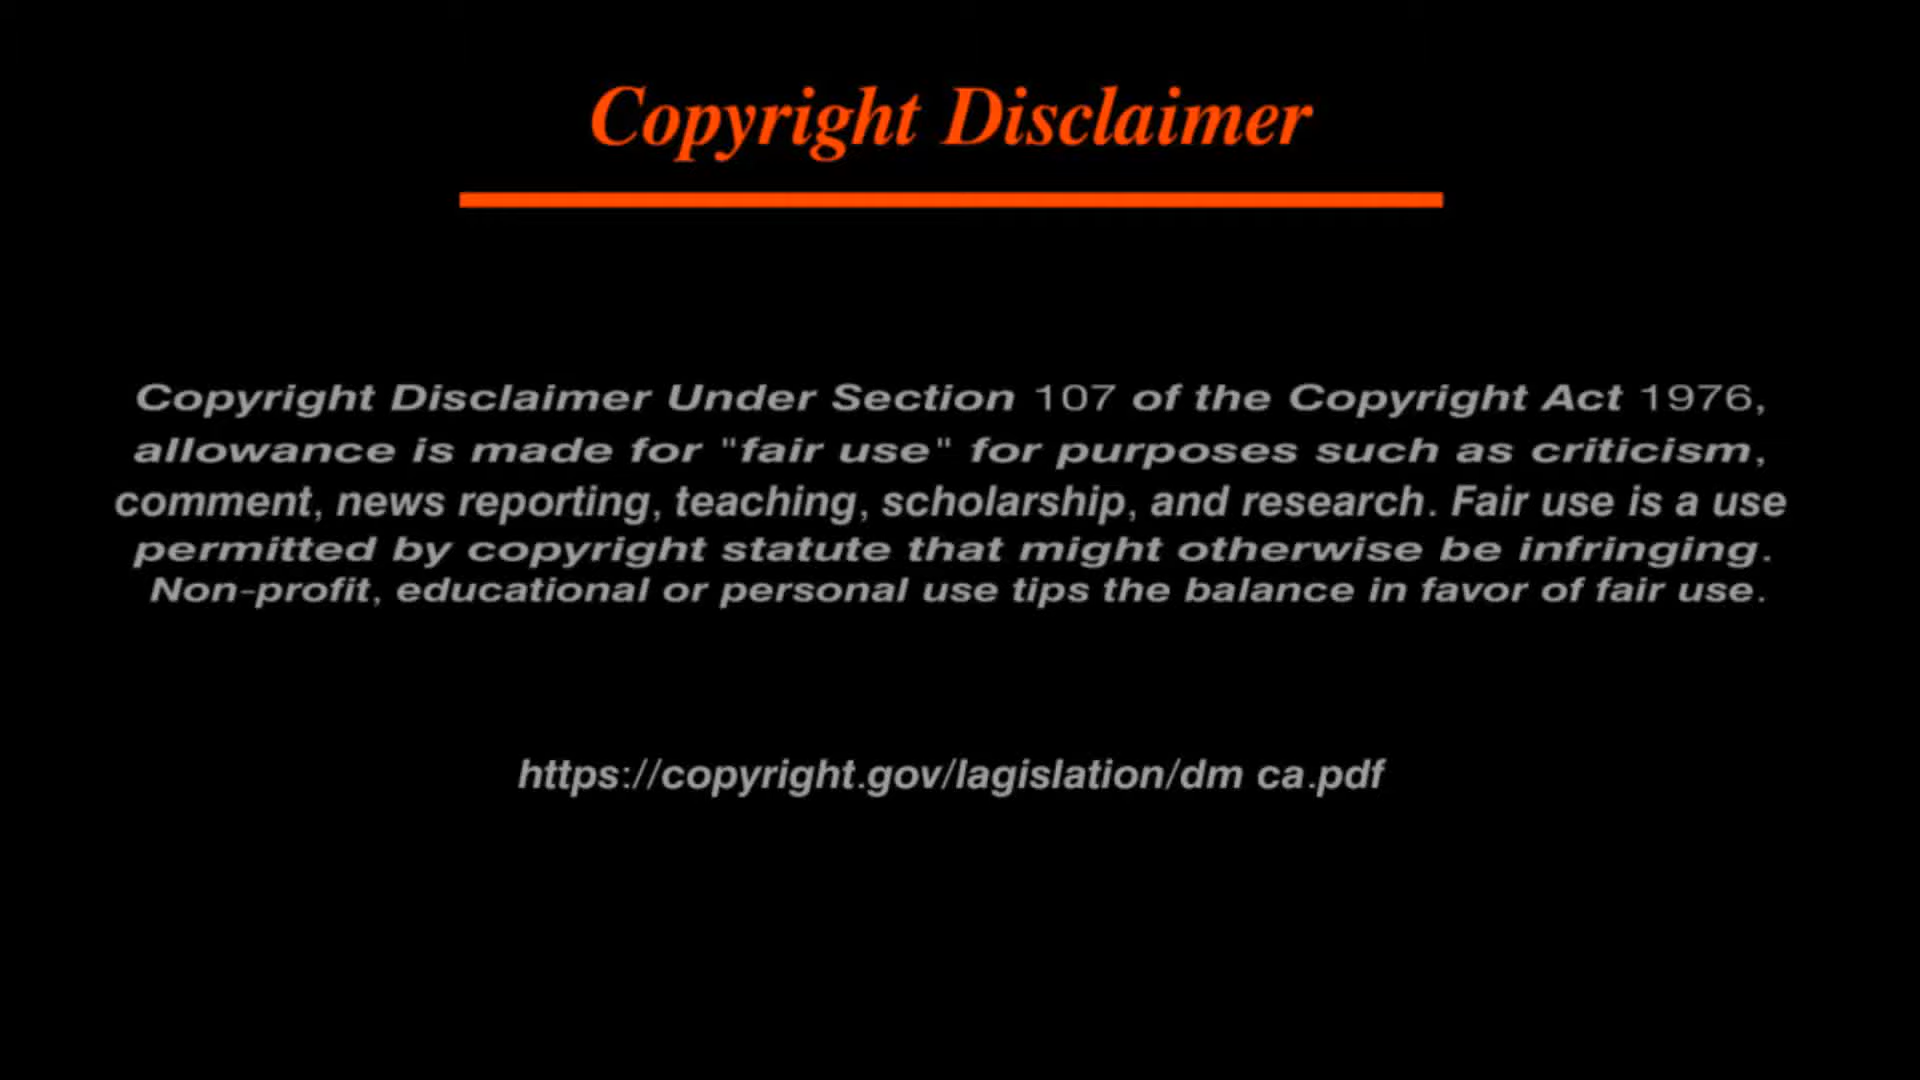 Copyright Disclaimer
Copyright Disclaimer Under Section 107 of the Copyright Act 1976,
allowance is made for "fair use" for purposes such as criticism,
comment, news reporting, teaching, scholarship, and research. Fair use is a use
permitted by copyright statute that might otherwise be infringing.
Non-profit, educational or personal use tips the balance in favor of fair use.
https://copyright.gov/lagislation/dm ca.pdf